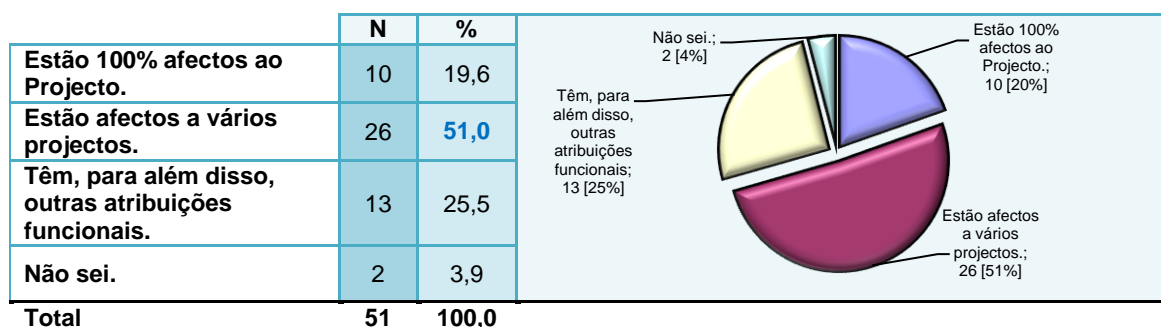 N %
Estão 100% afectos ao
Projecto.
10 19,6
Estão afectos a vários
projectos.
26 51,0
Têm, para além disso,
outras atribuições
funcionais.
13 25,5
Não sei.
2 3,9
Total 51 100,0
Não sei.;
2 [4%]
Estão 100%
afectos ao
Projecto.;
10 [20%]
Têm, para
além disso,
outras
atribuições
funcionais;
13 [25%]
Estão afectos
a vários
projectos.;
26 [51%]